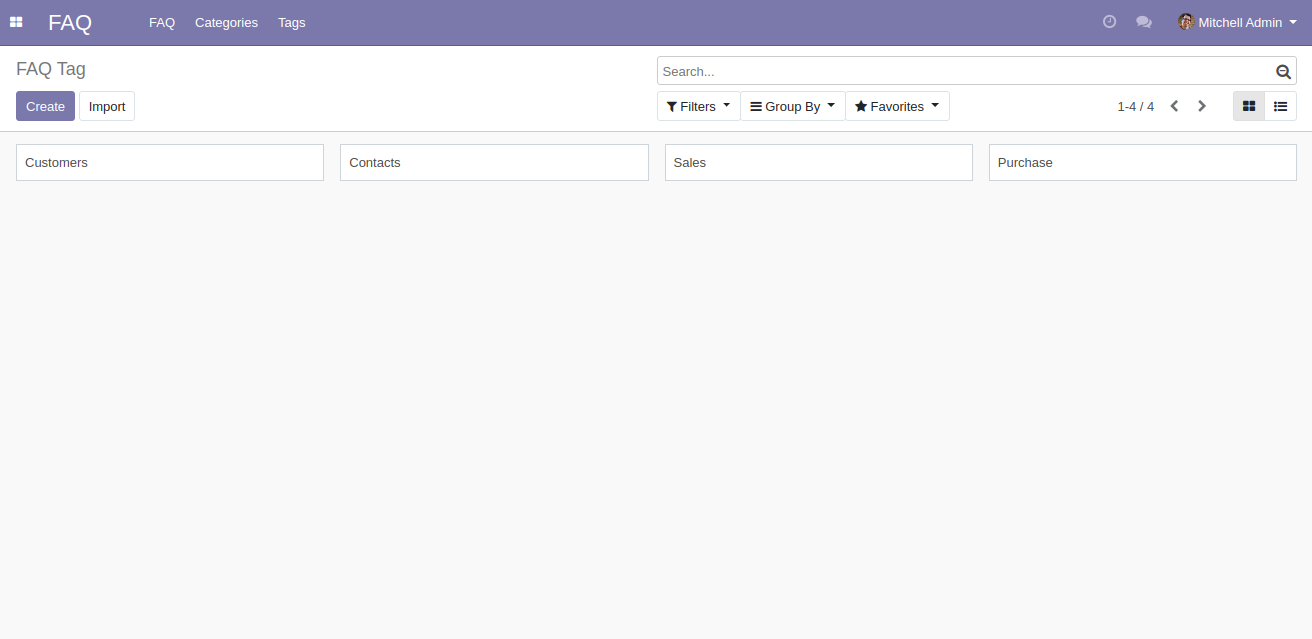 FAQ FAQ Categories Tags Mitchell Admin
FAQ Tag
Search...
Create Import Filters Group By Favorites 1-4 / 4
Customers Contacts Sales Purchase